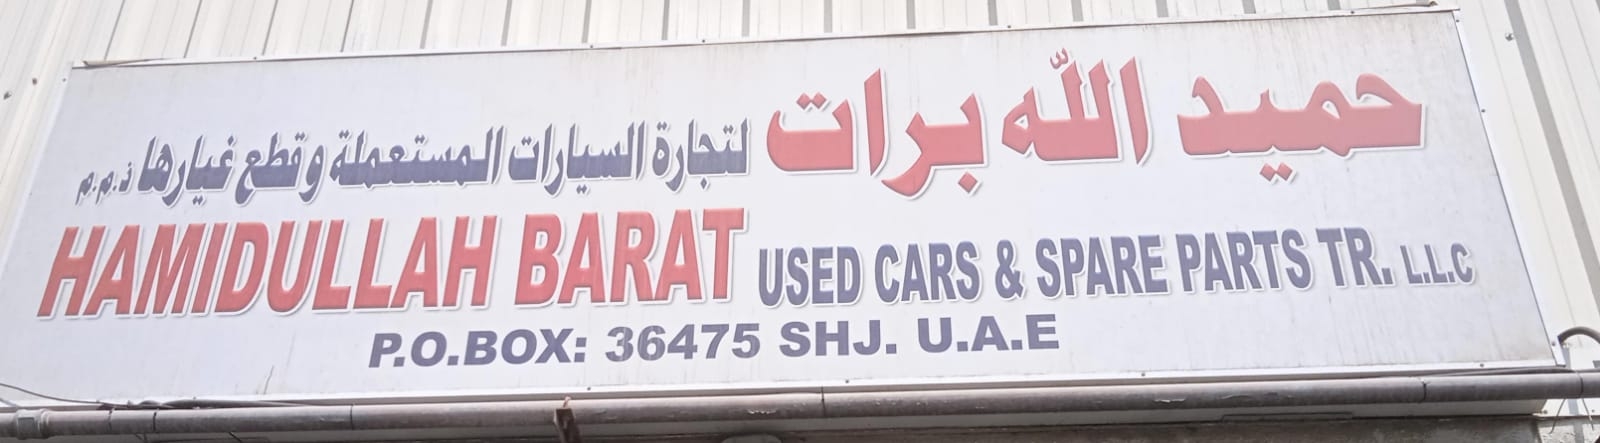 حميد الله برات لتجارة السيارات المستعملة وقطع غيارها ذ.م.م
HAMIDULLAH BARAT USED CARS & SPARE PARTS TR. L.L.C
P.O.BOX: 36475 SHJ. U.A.E